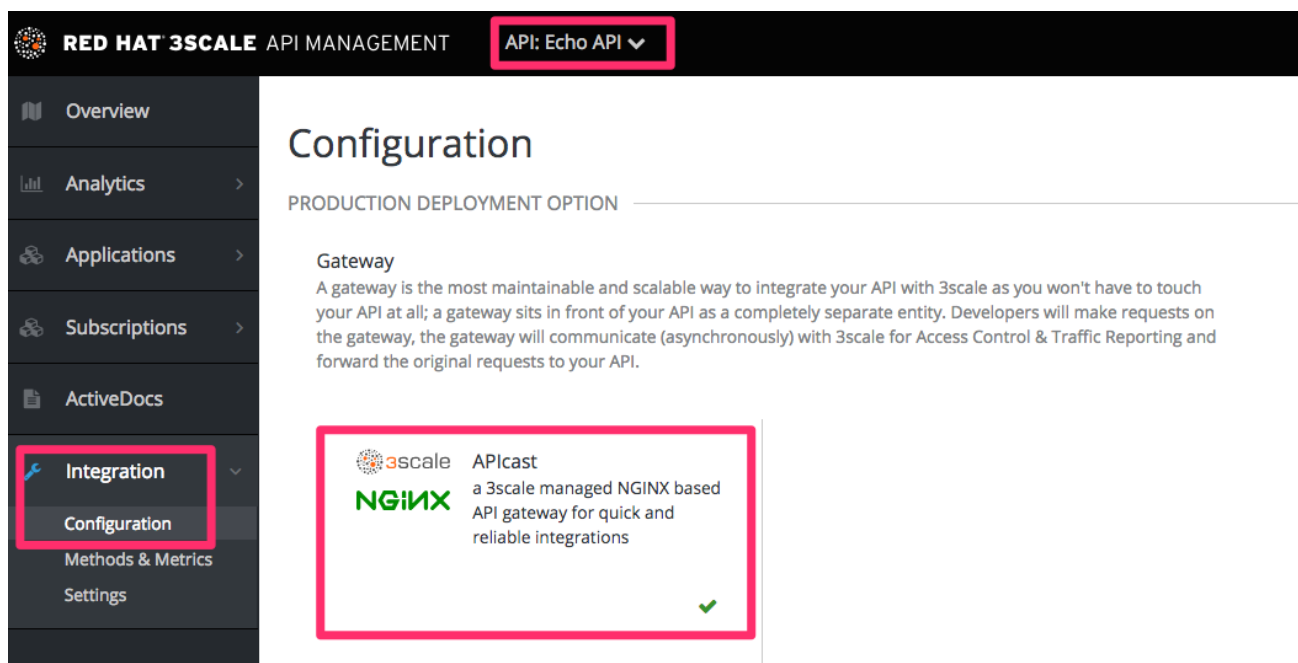 RED HAT 3SCALE API MANAGEMENT
API: Echo API
Overview
Analytics
Applications
Subscriptions
ActiveDocs
Integration
Configuration
Methods & Metrics
Settings
Configuration
PRODUCTION DEPLOYMENT OPTION
Gateway
A gateway is the most maintainable and scalable way to integrate your API with 3scale as you won't have to touch
your API at all; a gateway sits in front of your API as a completely separate entity. Developers will make requests on
the gateway, the gateway will communicate (asynchronously) with 3scale for Access Control & Traffic Reporting and
forward the original requests to your API.
3scale
NGINX
APIcast
a 3scale managed NGINX based
API gateway for quick and
reliable integrations